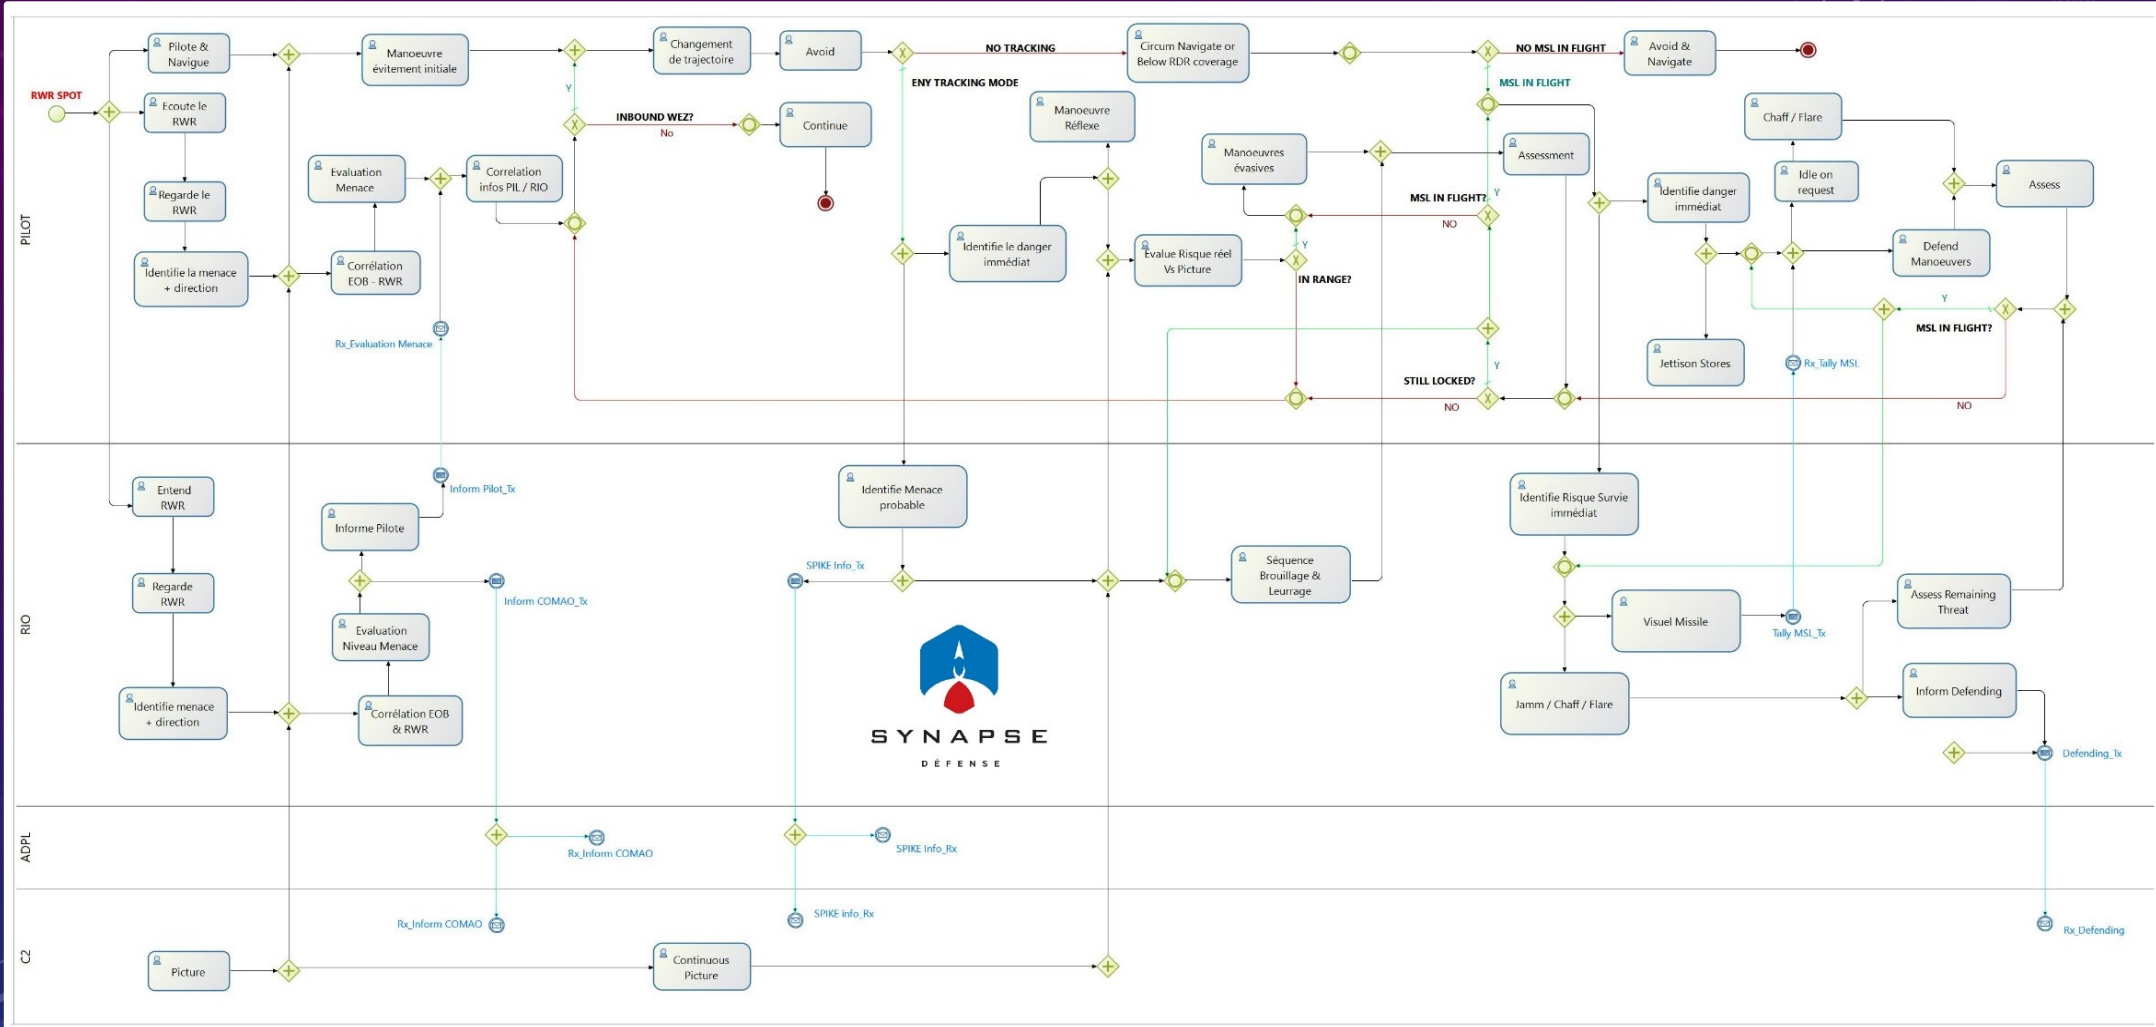 PILOT
RWR SPOT
Pilote &
Navigue
Ecoute le
RWR
Regarde le
RWR
Identifie la menace
+ direction
Manoeuvre
évitement initiale
Evaluation
Menace
Corrélation
EOB - RWR
Correlation
infos PIL / RIO
Rx_Evaluation Menace
Y
INBOUND WEZ?
No
Changement
de trajectoire
Avoid
Continue
NO TRACKING
ENY TRACKING MODE
Circum Navigate or
Below RDR coverage
Manoeuvre
Réflexe
Identifie le danger
immédiat
Evalue Risque réel
Vs Picture
Manoeuvres
évasives
Y
IN RANGE?
NO MSL IN FLIGHT
MSL IN FLIGHT
Avoid &
Navigate
Assessment
MSL IN FLIGHT?
Y
NO
STILL LOCKED?
Y
NO
Identifie danger
immédiat
Jettison Stores
Chaff / Flare
Idle on
request
Defend
Manoeuvers
Assess
Rx_Tally MSL
Y
MSL IN FLIGHT?
NO
RIO
Entend
RWR
Regarde
RWR
Identifie menace
+ direction
Informe Pilote
Inform Pilot_Tx
Inform COMAO_Tx
Evaluation
Niveau Menace
Corrélation EOB
& RWR
Identifie Menace
probable
SPIKE Info_Tx
Séquence
Brouillage &
Leurrage
SYNAPSE
DÉFENSE
Identifie Risque Survie
immédiat
Visuel Missile
Tally MSL_Tx
Jamm / Chaff / Flare
Assess Remaining
Threat
Inform Defending
Defending_Tx
ADPL
Rx_Inform COMAO
SPIKE Info_Rx
C2
Rx_Inform COMAO
SPIKE info_Rx
Rx_Defending
Picture
Continuous
Picture